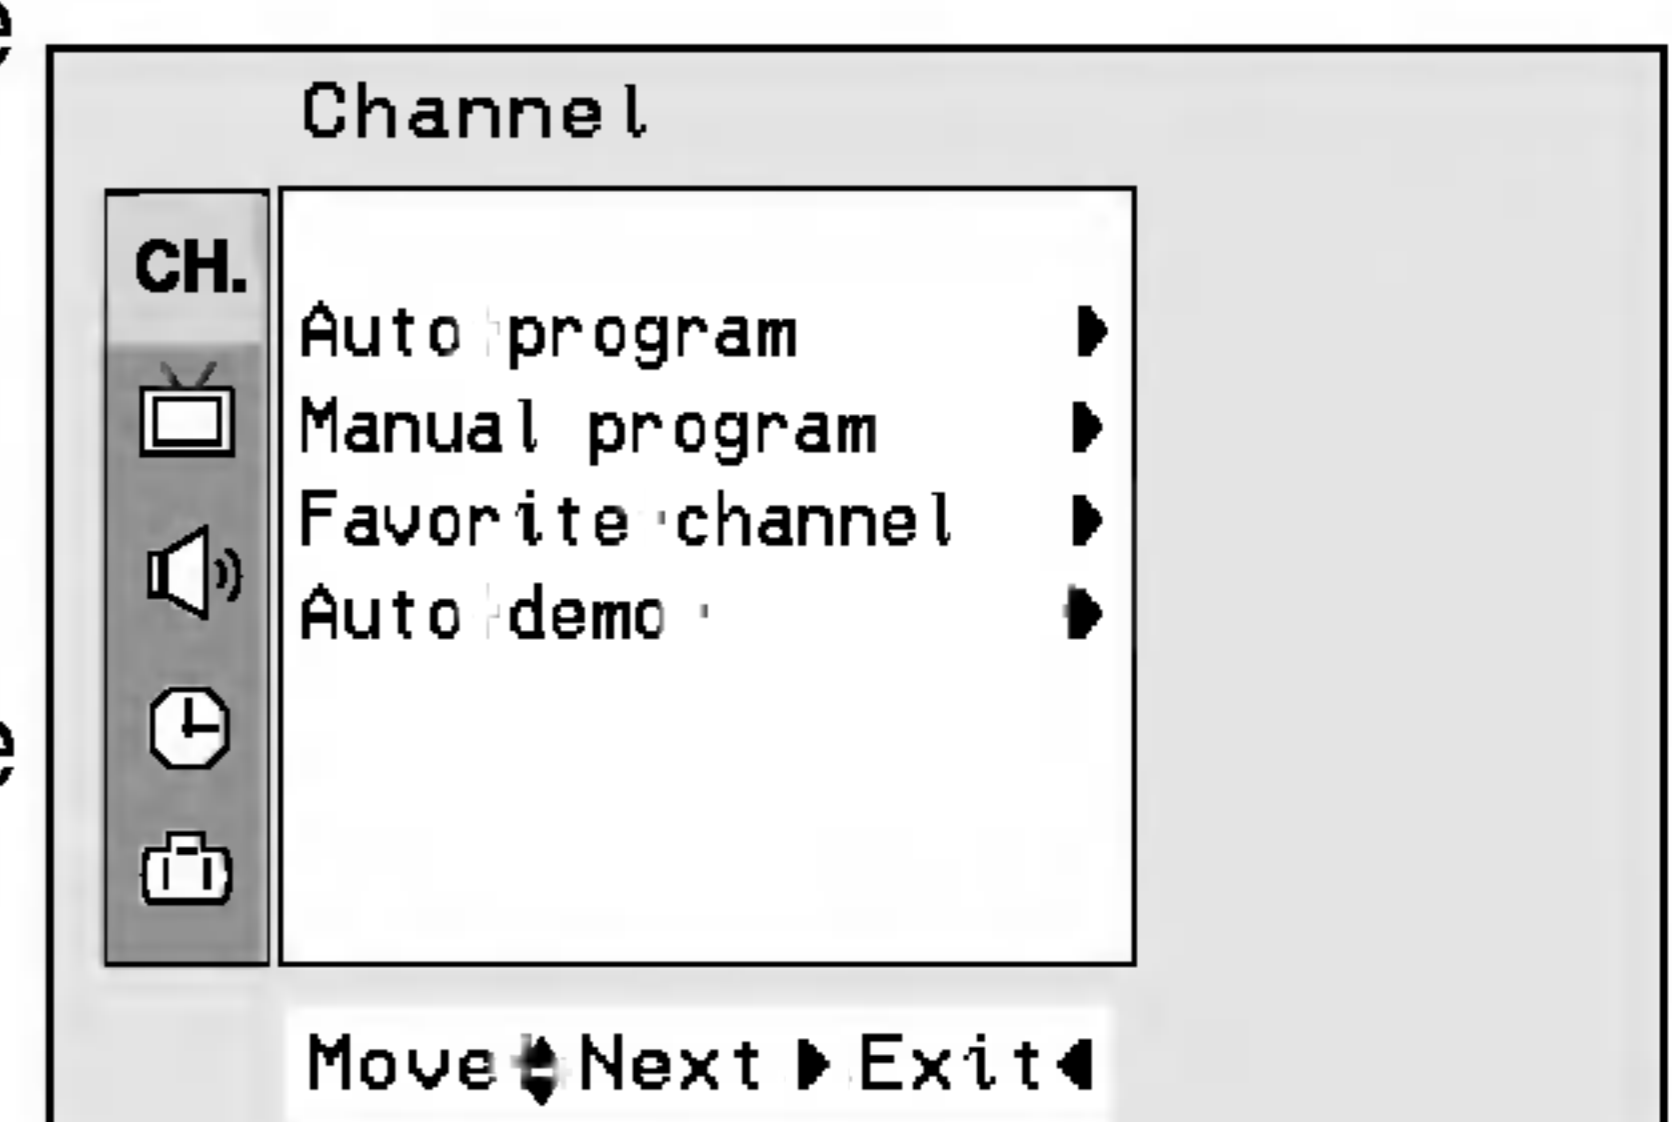 Channel
CH.
Auto program
Manual program
Favorite channel
Auto demo
Move Next Exit